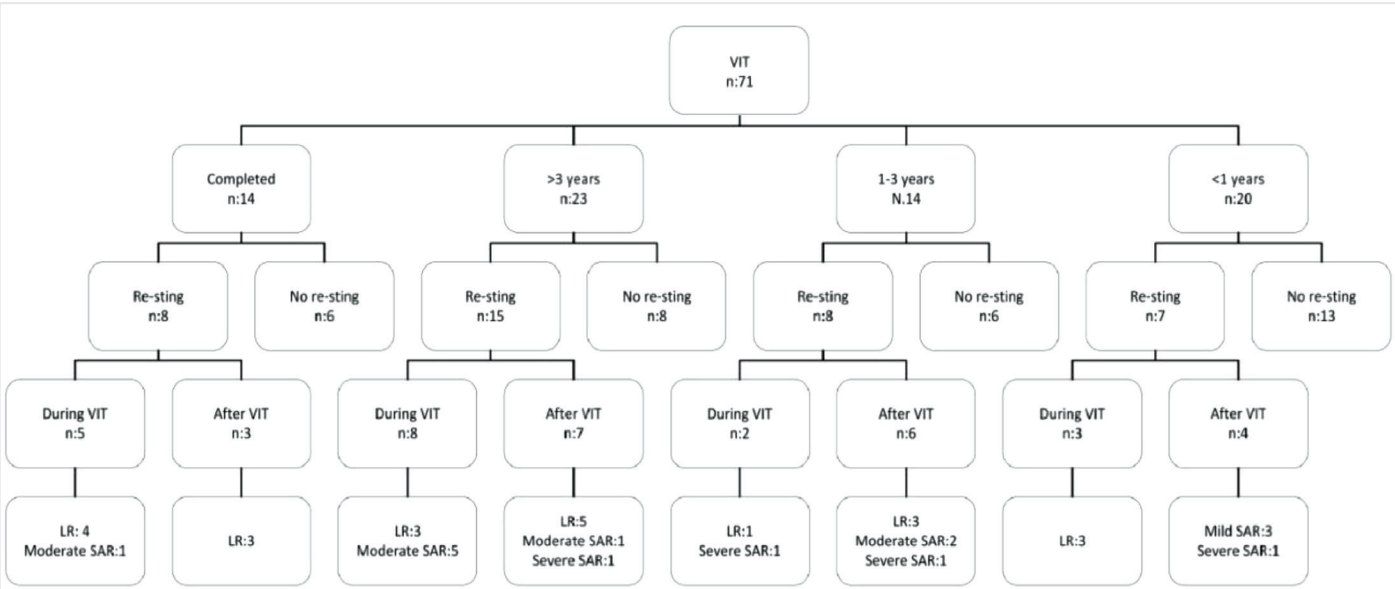 VIT
n:71
Completed
n:14
>3 years
n:23
1-3 years
N.14
<1 years
n:20
Re-sting
n:8
No re-sting
n:6
Re-sting
n:15
No re-sting
n:8
Re-sting
n:8
No re-sting
n:6
Re-sting
n:7
No re-sting
n:13
During VIT
n:5
After VIT
n:3
During VIT
n:8
After VIT
n:7
During VIT
n:2
After VIT
n:6
During VIT
n:3
After VIT
n:4
LR: 4
Moderate SAR:1
LR:3
LR:3
Moderate SAR:5
LR:5
Moderate SAR:1
Severe SAR:1
LR:1
Severe SAR:1
LR:3
Moderate SAR:2
Severe SAR:1
LR:3
Mild SAR:3
Severe SAR:1